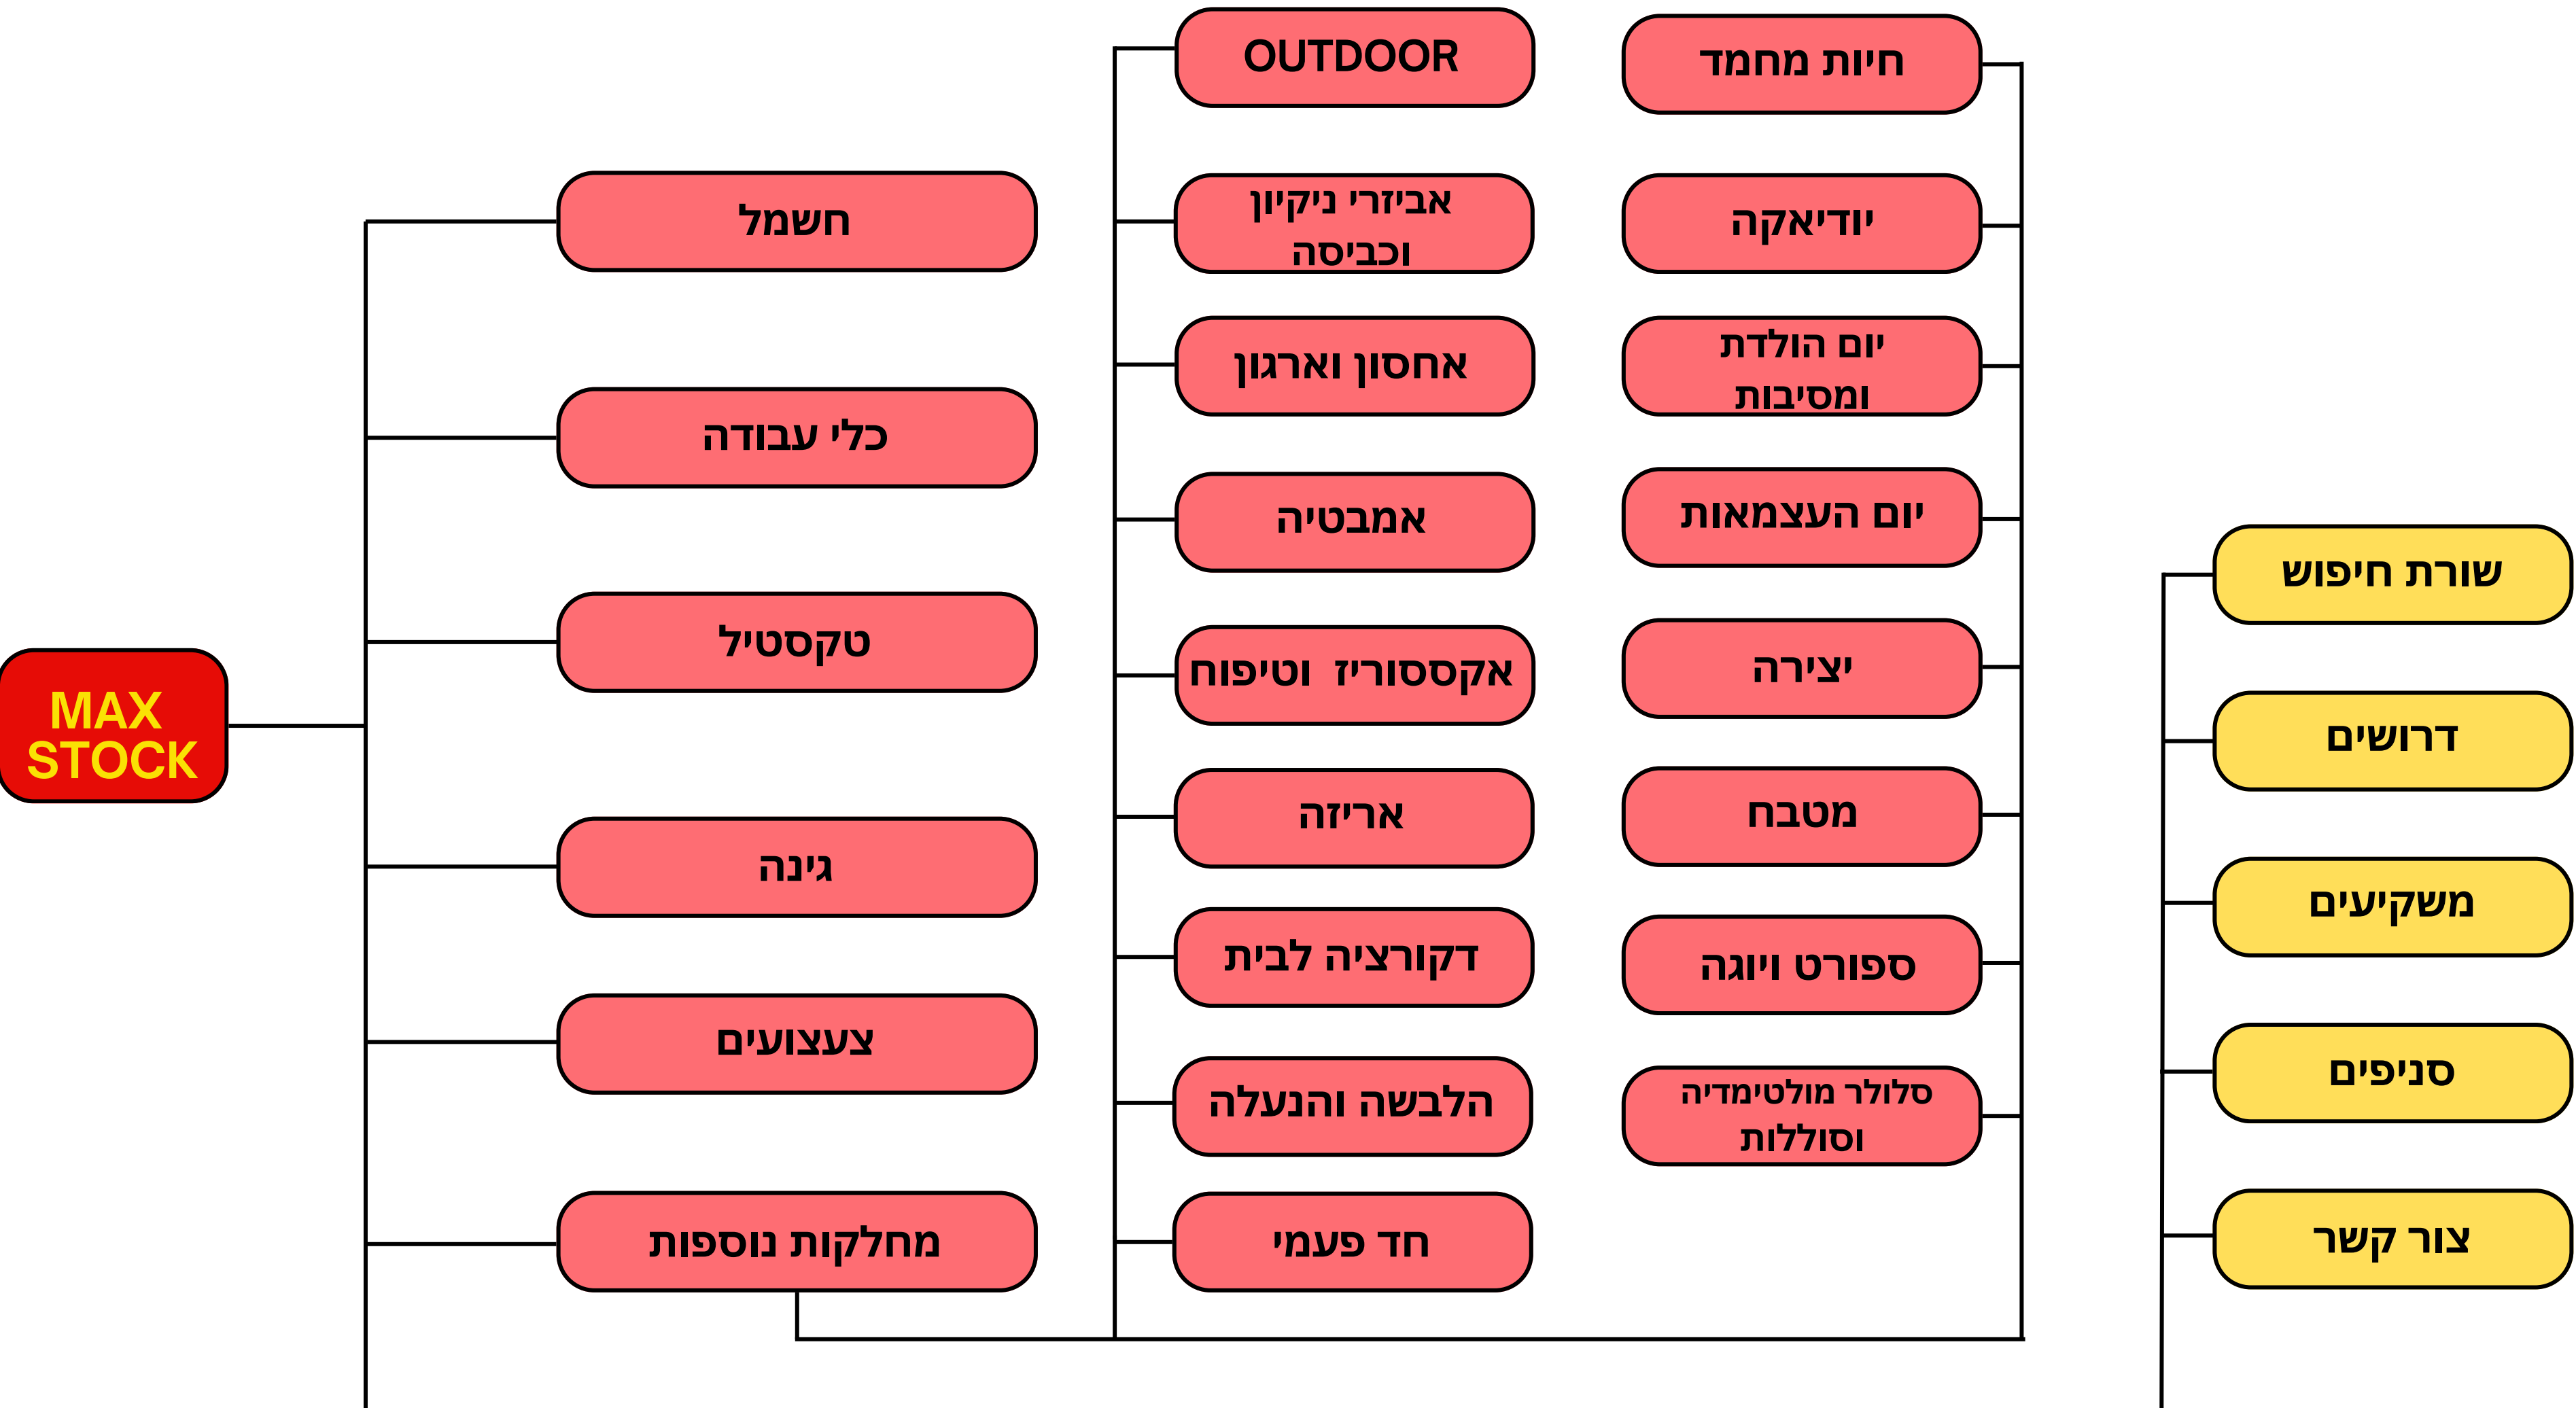 MAX
STOCK
חשמל
כלי עבודה
טקסטיל
גינה
צעצועים
מחלקות נוספות
OUTDOOR
אביזרי ניקיון
וכביסה
אחסון וארגון
אמבטיה
אקססוריז וטיפוח
אריזה
דקורציה לבית
הלבשה והנעלה
חד פעמי
חיות מחמד
יודיאקה
יום הולדת
ומסיבות
יום העצמאות
יצירה
מטבח
ספורט ויוגה
סלולר מולטימדיה
וסוללות
שורת חיפוש
דרושים
משקיעים
סניפים
צור קשר